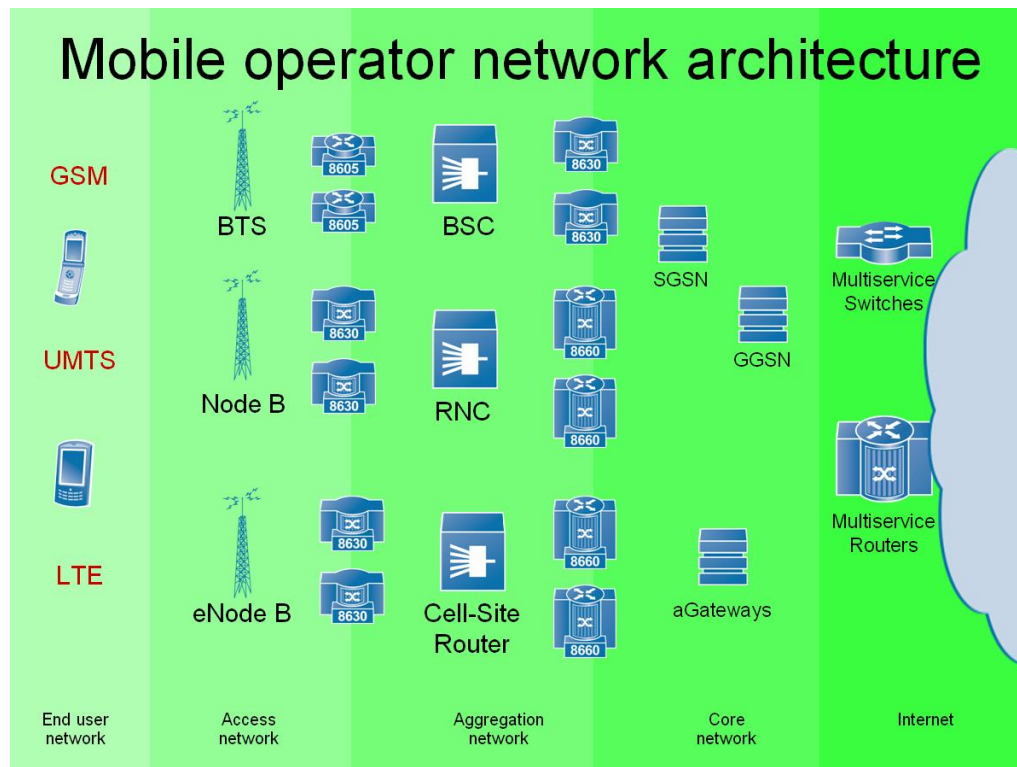 Mobile operator network architecture
GSM
BTS
8605
8605
BSC
8630
8630
SGSN
Multiservice
Switches
UMTS
Node B
8630
8630
RNC
8660
8660
GGSN
LTE
eNode B
8630
8630
Cell-Site
Router
8660
8660
aGateways
Multiservice
Routers
End user
network
Access
network
Aggregation
network
Core
network
Internet